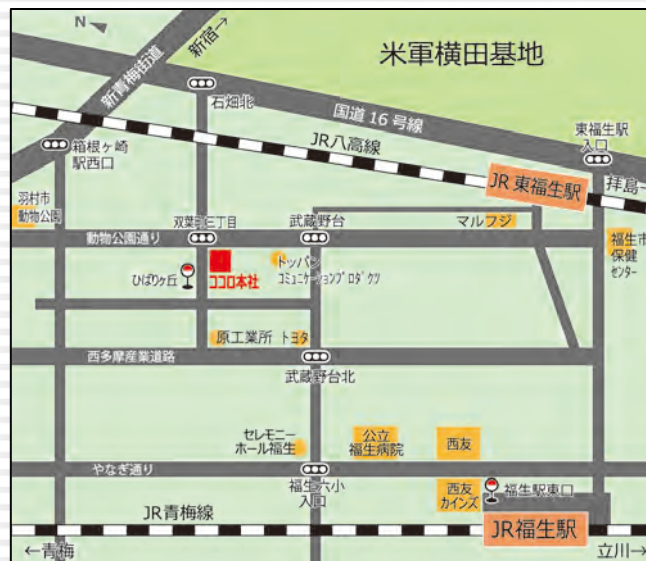 N
新宿→
米軍横田基地
新青梅街道
石畑北
国道16号線
東福生駅
入口
箱根ヶ崎
駅西口
JR八高線
JR 東福生駅
拝島→
羽村市
動物公園
双葉町三丁目
武蔵野台
マルフジ
動物公園通り
福生市
保健
センター
ひばりヶ丘
ココロ本社
トッパン
コミュニケーションプロダクツ
原工業所
トヨタ
西多摩産業道路
武蔵野台北
セレモニー
ホール福生
公立
福生病院
西友
やなぎ通り
福生六小
入口
西友
カインズ
福生駅東口
JR青梅線
JR福生駅
←青梅
立川→